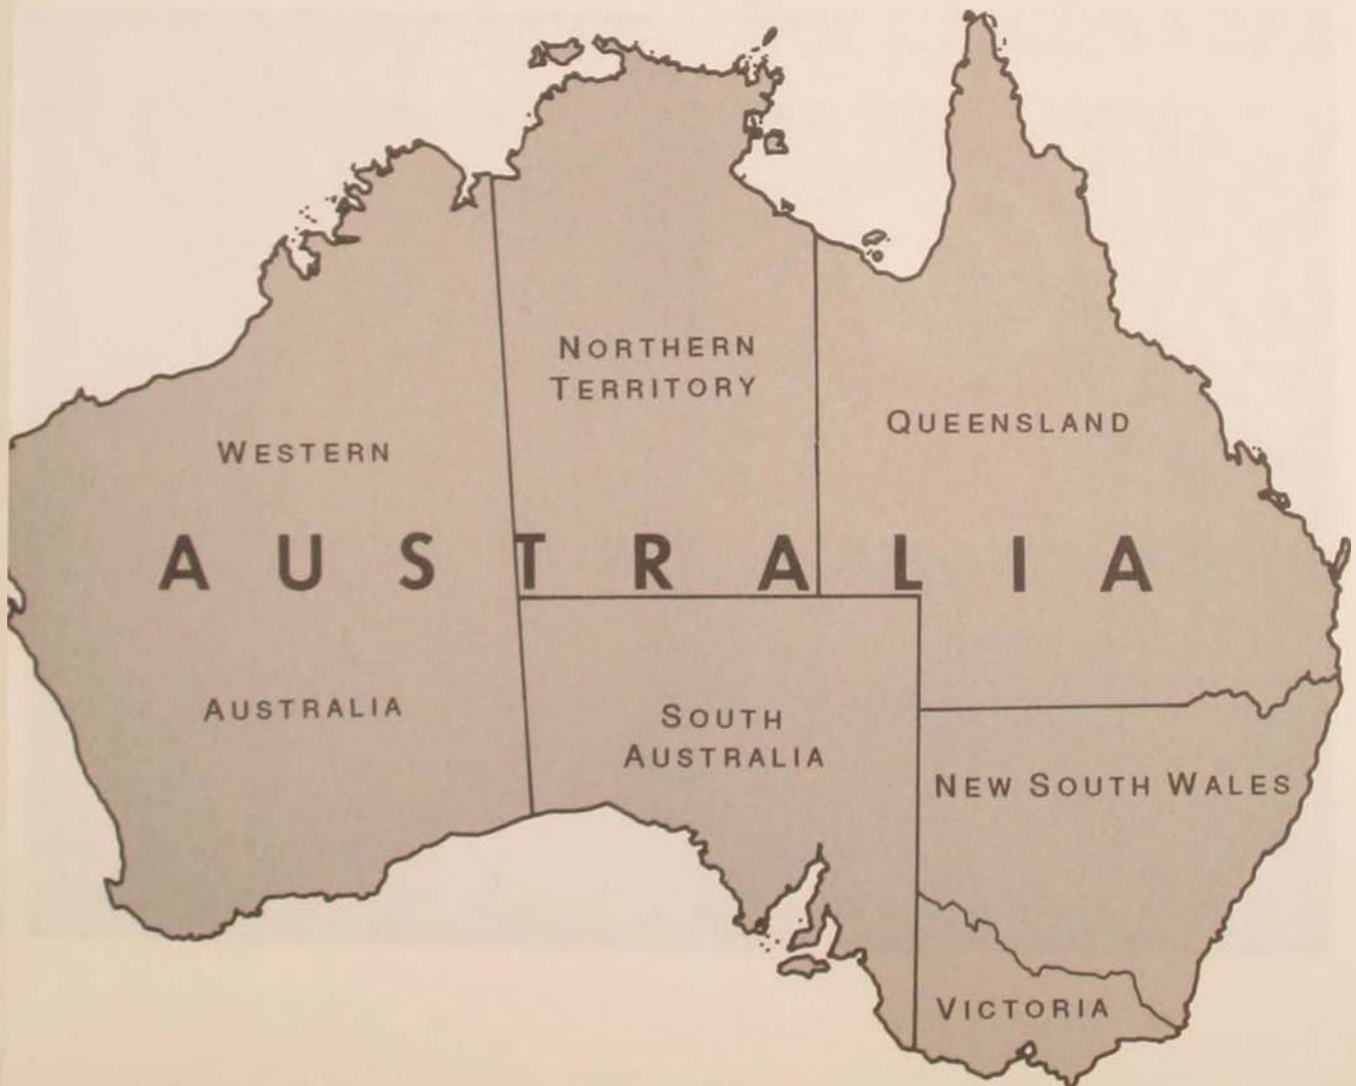 NORTHERN
TERRITORY
QUEENSLAND
WESTERN
AUSTRALIA
AUSTRALIA
SOUTH
AUSTRALIA
NEW SOUTH WALES
VICTORIA